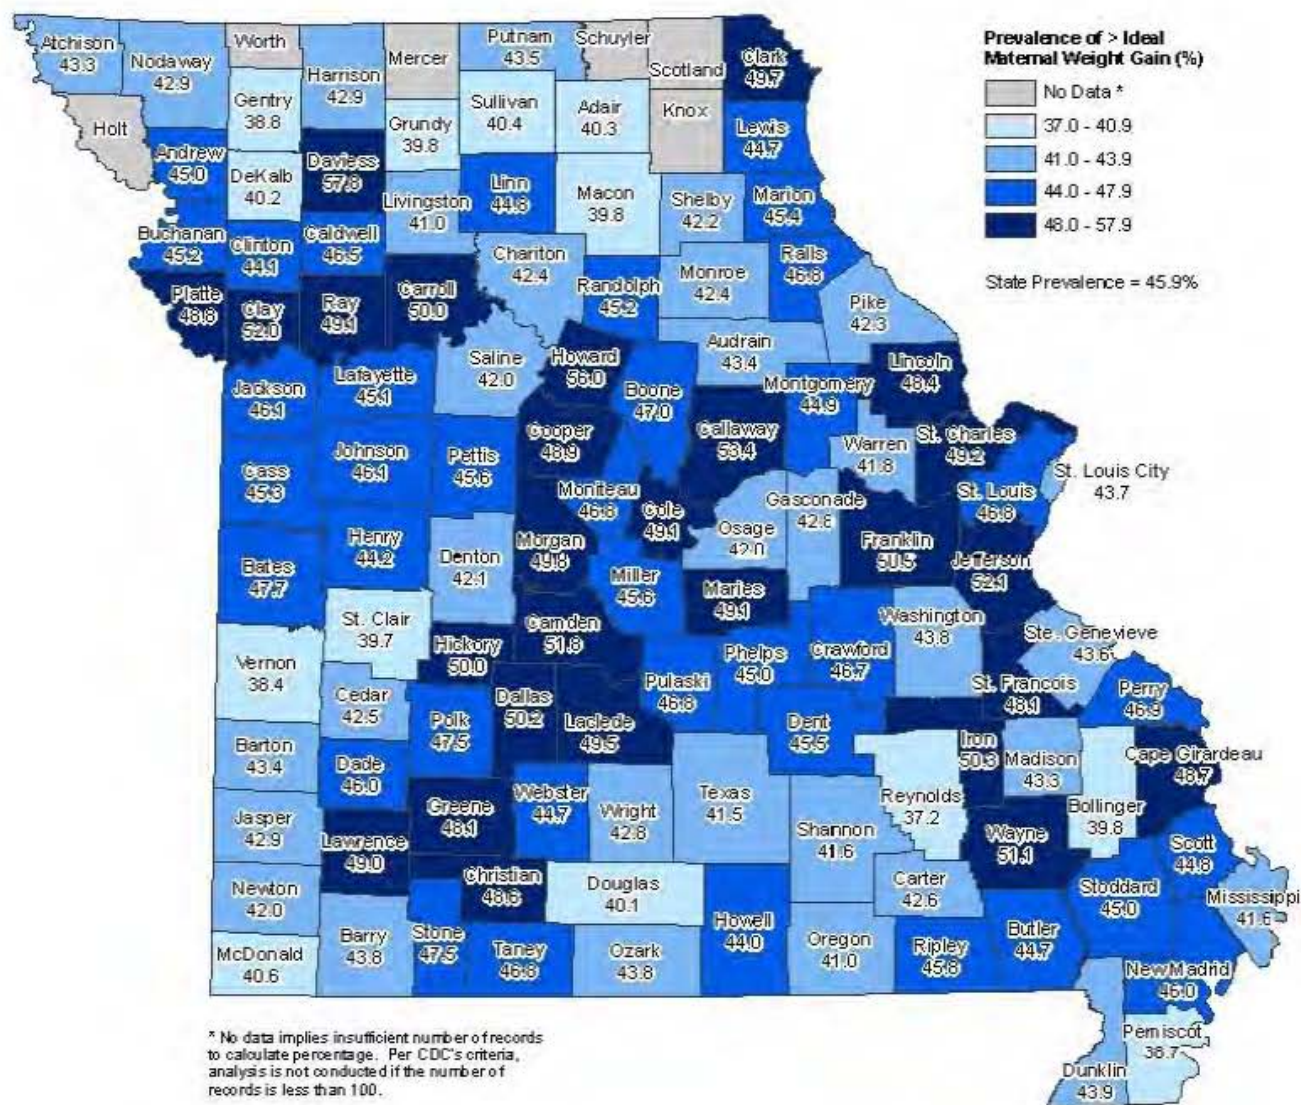 Prevalence of > Ideal
Maternal Weight Gain (%)
No Data *
37.0 - 40.9
41.0 - 43.9
44.0 - 47.9
48.0 - 57.9
State Prevalence = 45.9%
Atchison
43.3
Nodaway
42.9
Worth
Harrison
42.9
Mercer
Putnam
43.5
Schuyler
Scotland
Clark
49.7
Holt
Gentry
38.8
Grundy
39.8
Sullivan
40.4
Adair
40.3
Knox
Lewis
44.7
Andrew
45.0
DeKalb
40.2
Daviess
57.8
Livingston
41.0
Linn
44.8
Macon
39.8
Shelby
42.2
Marion
45.4
Buchanan
45.2
Clinton
44.1
Caldwell
46.5
Chariton
42.4
Randolph
45.2
Monroe
42.4
Ralls
46.8
Platte
48.8
Clay
52.0
Ray
49.1
Carroll
50.0
Pike
42.3
Saline
42.0
Howard
56.0
Audrain
43.4
Lincoln
48.4
Jackson
46.1
Lafayette
45.1
Boone
47.0
Montgomery
44.9
Cooper
48.9
Callaway
53.4
Warren
41.8
St. Charles
49.2
Cass
45.3
Johnson
46.1
Pettis
45.6
St. Louis City
43.7
Moniteau
46.8
Cole
49.1
Gasconade
42.8
St. Louis
46.8
Bates
47.7
Henry
44.2
Denton
42.1
Morgan
49.8
Osage
42.0
Franklin
50.5
Jefferson
52.1
Miller
45.6
Maries
49.1
St. Clair
39.7
Camden
51.8
Washington
43.8
Ste. Genevieve
43.6
Vernon
38.4
Hickory
50.0
Phelps
45.0
Crawford
46.7
Cedar
42.5
Dallas
50.2
Pulaski
46.8
St. Francois
48.1
Perry
46.9
Polk
47.5
Laclede
49.5
Dent
45.5
Barton
43.4
Dade
46.0
Iron
50.3
Madison
43.3
Cape Girardeau
48.7
Greene
48.1
Webster
44.7
Wright
42.8
Texas
41.5
Reynolds
37.2
Bollinger
39.8
Jasper
42.9
Lawrence
49.0
Shannon
41.6
Wayne
51.1
Scott
44.8
Newton
42.0
Christian
48.6
Douglas
40.1
Carter
42.6
Stoddard
45.0
Mississippi
41.6
McDonald
40.6
Barry
43.8
Stone
47.5
Taney
46.8
Ozark
43.8
Howell
44.0
Oregon
41.0
Ripley
45.8
Butler
44.7
New Madrid
46.0
Pemiscot
Dunklin
43.9
* No data implies insufficient number of records
to calculate percentage. Per CDC's criteria,
analysis is not conducted if the number of
records is less than 100.